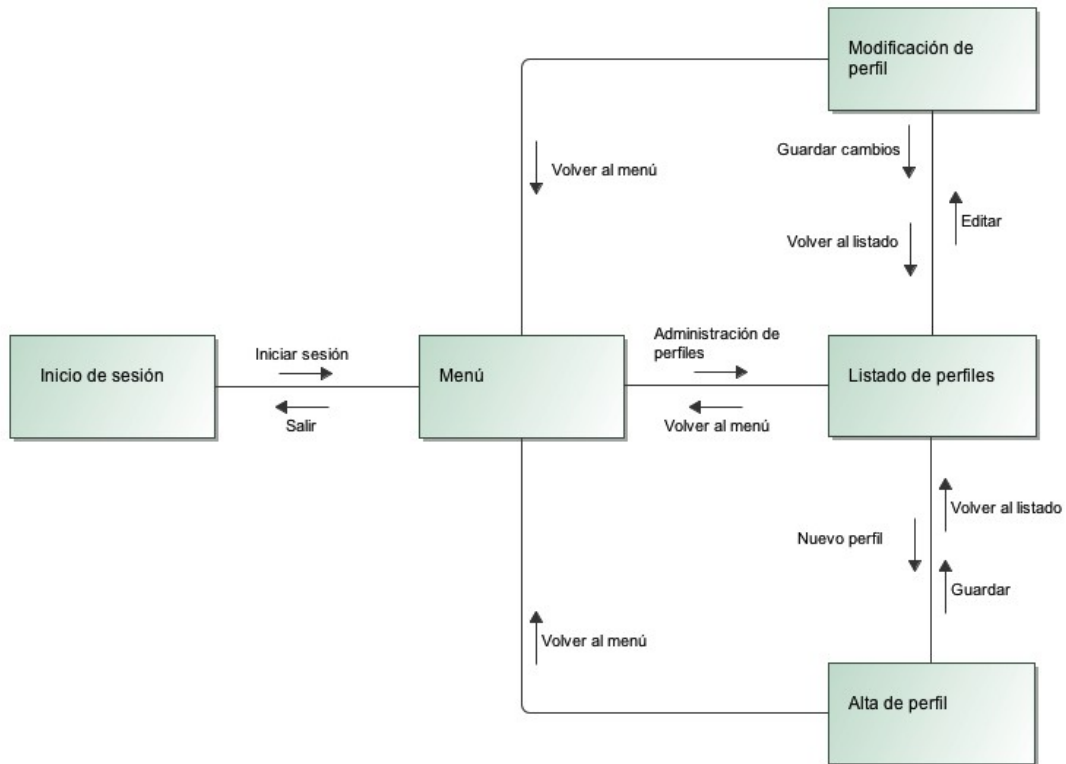 Modificación de
perfil
Guardar cambios
Volver al menú
Editar
Volver al listado
Inicio de sesión
Iniciar sesión
Salir
Menú
Administración de
perfiles
Volver al menú
Listado de perfiles
Volver al listado
Nuevo perfil
Guardar
Volver al menú
Alta de perfil